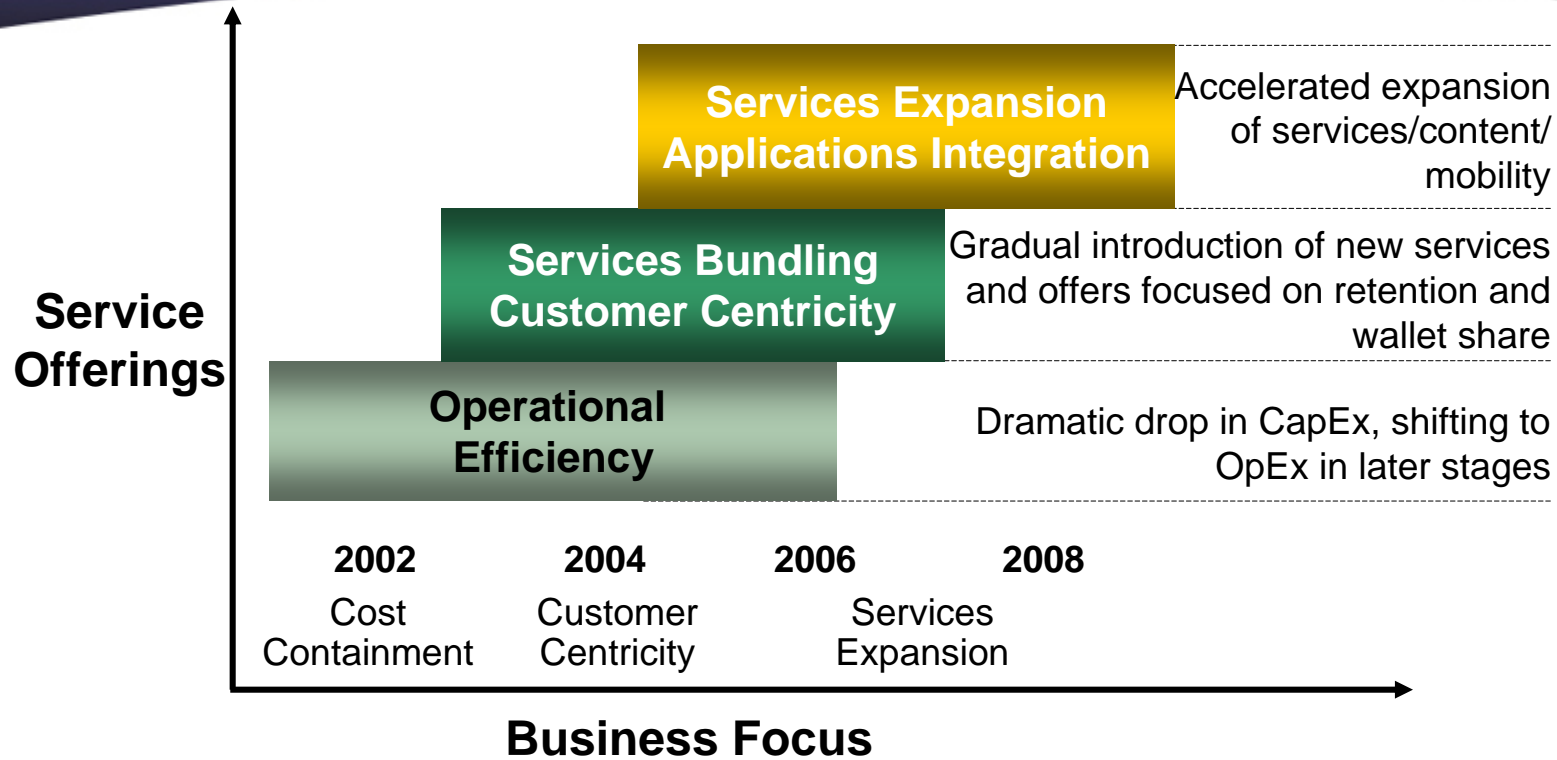 Services Expansion
Applications Integration
Accelerated expansion
of services/content/
mobility
Services Bundling
Customer Centricity
Gradual introduction of new services
and offers focused on retention and
wallet share
Service
Offerings
Operational
Efficiency
Dramatic drop in CapEx, shifting to
OpEx in later stages
2002 2004 2006 2008
Cost Customer Services
Containment Centricity Expansion
Business Focus